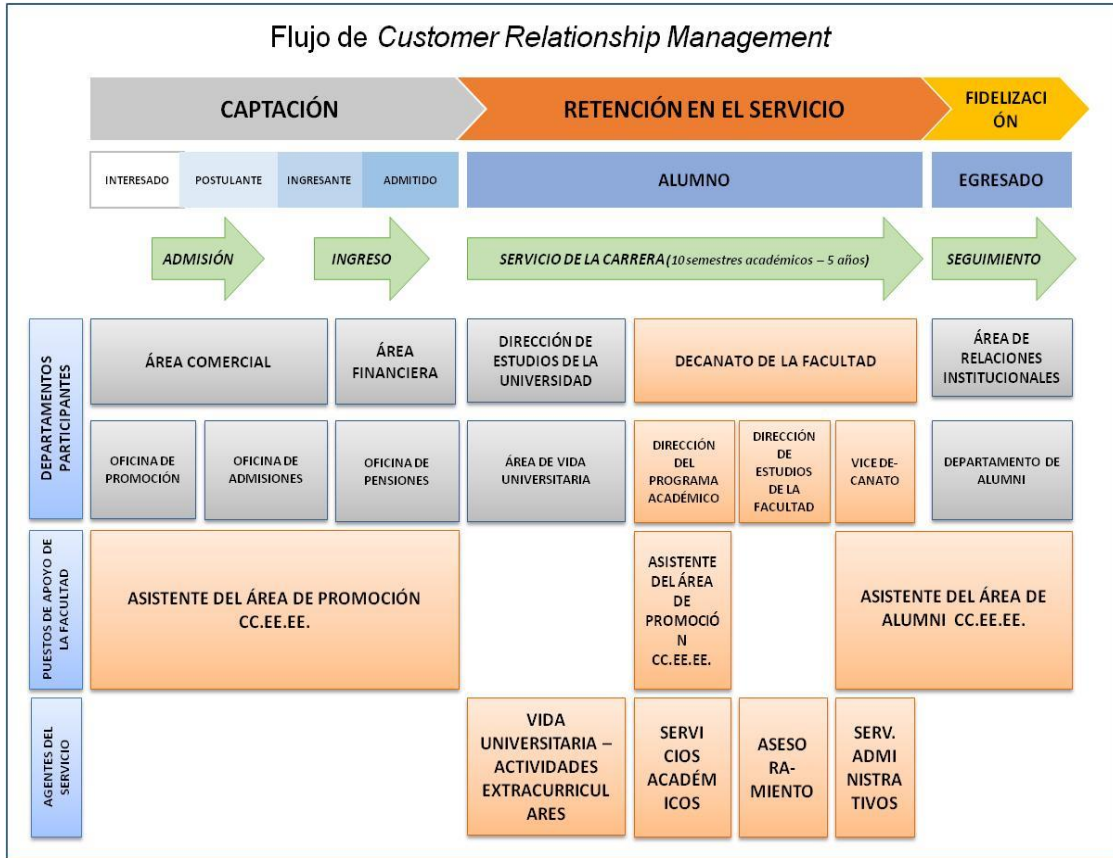 Flujo de Customer Relationship Management
CAPTACIÓN
RETENCIÓN EN EL SERVICIO
FIDELIZACI
ÓN
INTERESADO
POSTULANTE
INGRESANTE
ADMITIDO
ALUMNO
EGRESADO
ADMISIÓN
INGRESO
SERVICIO DE LA CARRERA (10 semestres académicos – 5 años)
SEGUIMIENTO
DEPARTAMENTOS
PARTICIPANTES
ÁREA COMERCIAL
ÁREA
FINANCIERA
DIRECCIÓN DE
ESTUDIOS DE LA
UNIVERSIDAD
DECANATO DE LA FACULTAD
ÁREA DE
RELACIONES
INSTITUCIONALES
OFICINA DE
PROMOCIÓN
OFICINA DE
ADMISIONES
OFICINA DE
PENSIONES
ÁREA DE VIDA
UNIVERSITARIA
DIRECCIÓN
DEL
PROGRAMA
ACADÉMICO
DIRECCIÓN
DE
ESTUDIOS
DE LA
FACULTAD
VICE DE-
CANATO
DEPARTAMENTO DE
ALUMNI
PUESTOS DE APOYO DE
LA FACULTAD
ASISTENTE DEL ÁREA DE PROMOCIÓN
CC.EE.EE.
ASISTENTE
DEL ÁREA
DE
PROMOCIÓ
N
CC.EE.EE.
ASISTENTE DEL ÁREA DE
ALUMNI CC.EE.EE.
AGENTES DEL
SERVICIO
VIDA
UNIVERSITARIA –
ACTIVIDADES
EXTRACURRICUL
ARES
SERVI
CIOS
ACADÉM
ICOS
ASESO
RA-
MIENTO
SERV.
ADMI
NISTRA
TIVOS